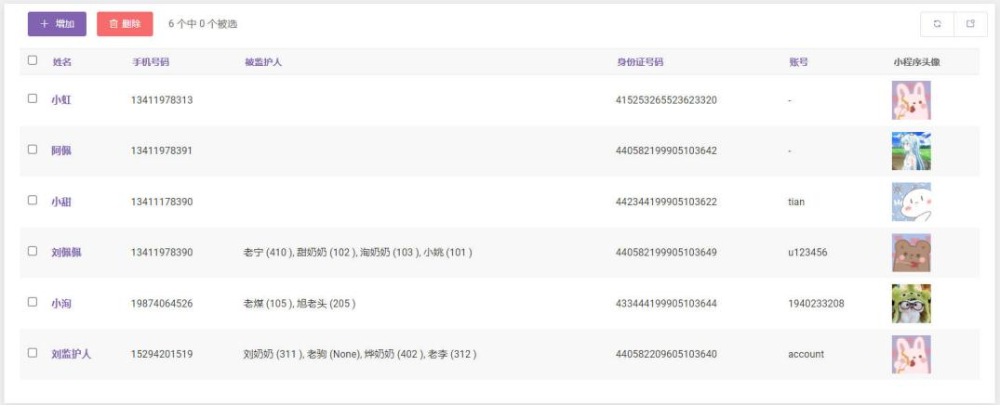 增加 删除 6 个中 0 个被选
姓名 手机号码 被监护人 身份证号码 账号 小程序头像
小虹 13411978313 415253265523623320 -
阿佩 13411978391 440582199905103642 -
小甜 13411178390 442344199905103622 tian
刘佩佩 13411978390 老宁 (410 ), 甜奶奶 (102 ), 洵奶奶 (103 ), 小姚 (101 ) 440582199905103649 u123456
小洵 19874064526 老煤 (105 ), 旭老头 (205 ) 433444199905103644 1940233208
刘监护人 15294201519 刘奶奶 (311 ), 老驹 (None), 烨奶奶 (402 ), 老李 (312 ) 440582209605103640 account